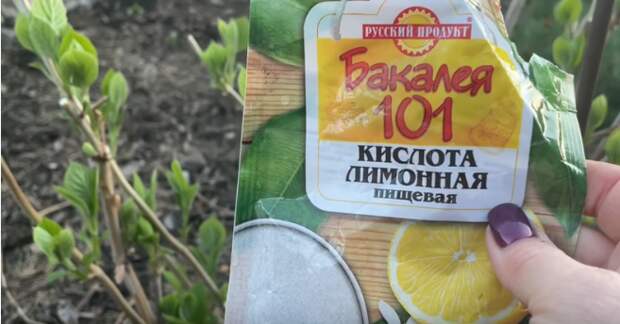 РУССКИЙ ПРОДУКТ
Бакалея
101
КИСЛОТА
ЛИМОННАЯ
пищевая